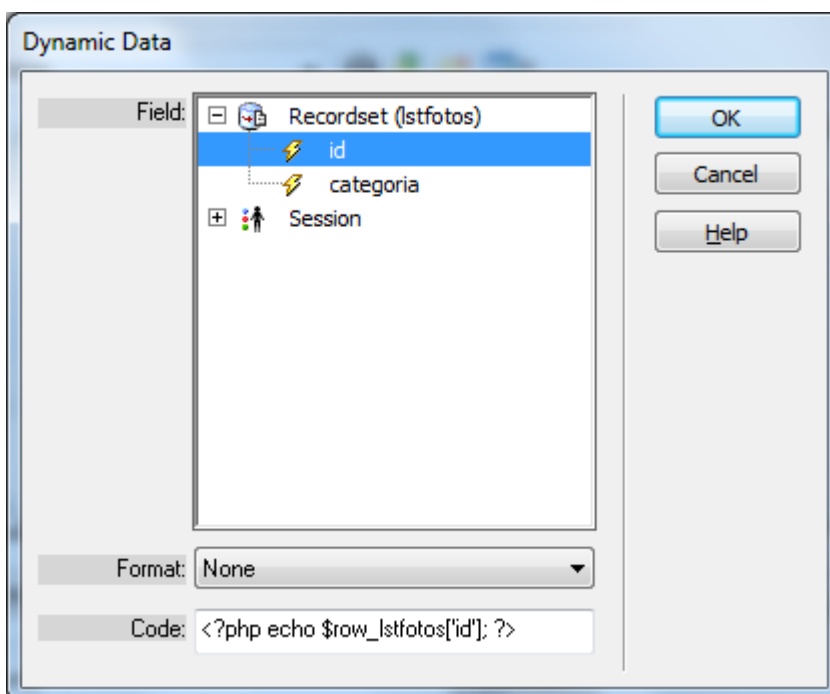 Dynamic Data
Field:
Recordset (lstfotos)
id
categoria
Session
OK
Cancel
Help
Format:
None
Code:
<?php echo $row_lstfotos['id']; ?>